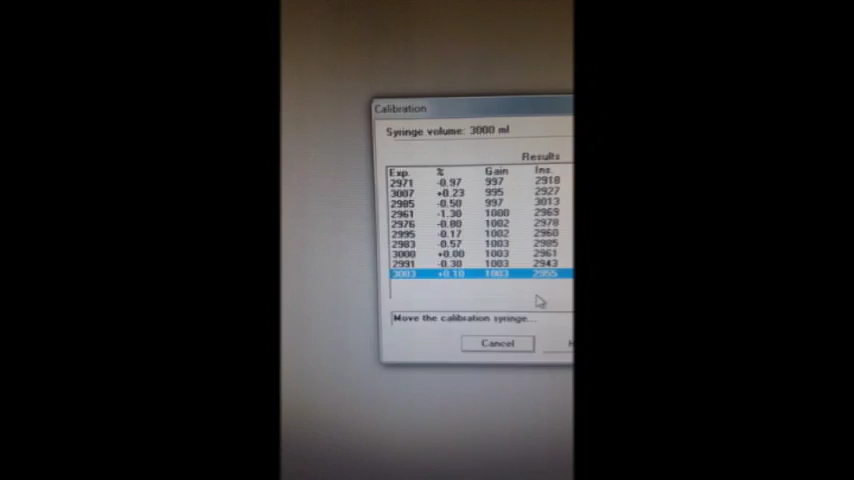 Calibration
Syringe volume: 3000 ml
Results
Exp. % Gain Ins.
2971 -0.97 997 2918
3007 +0.23 995 2927
2985 -0.50 997 3013
2961 -1.30 1000 2969
2976 -0.80 1002 2978
2995 -0.17 1002 2960
2983 -0.57 1003 2985
3000 +0.00 1003 2961
2991 -0.30 1003 2943
3003 +0.10 1003 2955
Move the calibration syringe...
Cancel